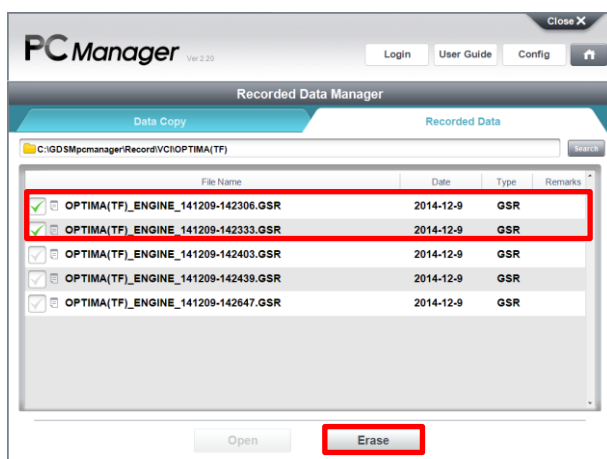 Close X
PC Manager Ver 2.20
Login User Guide Config
Recorded Data Manager
Data Copy Recorded Data
C:\GDSMpcmanager\Record\VCI\OPTIMA(TF) Search
File Name Date Type Remarks
OPTIMA(TF)_ENGINE_141209-142306.GSR 2014-12-9 GSR
OPTIMA(TF)_ENGINE_141209-142333.GSR 2014-12-9 GSR
OPTIMA(TF)_ENGINE_141209-142403.GSR 2014-12-9 GSR
OPTIMA(TF)_ENGINE_141209-142439.GSR 2014-12-9 GSR
OPTIMA(TF)_ENGINE_141209-142647.GSR 2014-12-9 GSR
Open Erase